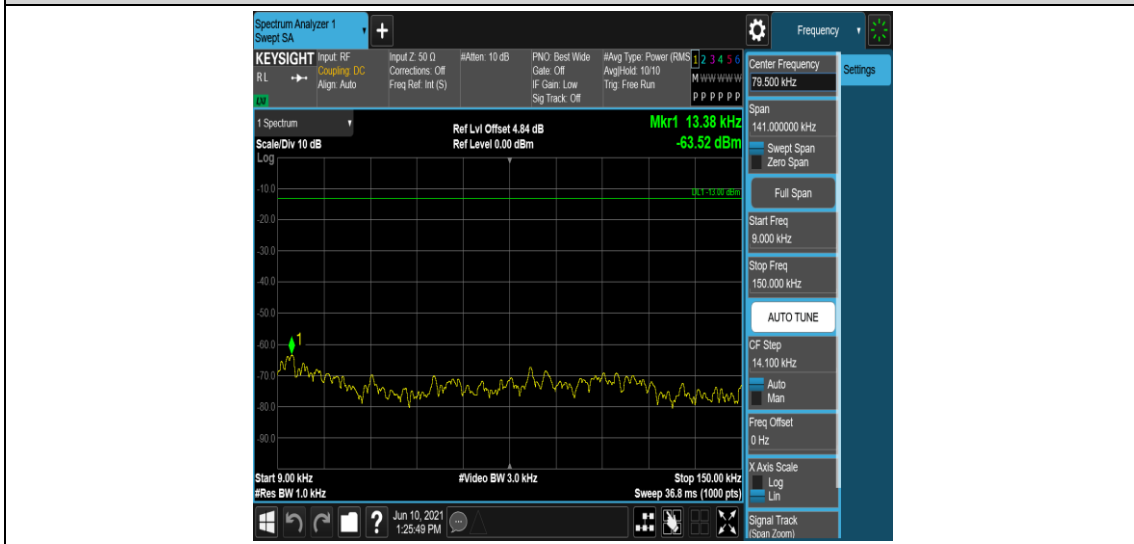 Spectrum Analyzer 1
Swept SA
+
Frequency
KEYSIGHT
RL
LXI
Input: RF
Coupling: DC
Align: Auto
Input Z: 50 Ω
Corrections: Off
Freq Ref: Int (S)
#Atten: 10 dB
PNO: Best Wide
Gate: Off
IF Gain: Low
Sig Track: Off
#Avg Type: Power (RMS
Avg|Hold: 10/10
Trig: Free Run
1 2 3 4 5 6
M W W W W W
P P P P P P
1 Spectrum
Scale/Div 10 dB
Log
Ref Lvl Offset 4.84 dB
Ref Level 0.00 dBm
Mkr1 13.38 kHz
-63.52 dBm
DL1 -13.00 dBm
-10.0
-20.0
-30.0
-40.0
-50.0
-60.0
-70.0
-80.0
-90.0
1
Start 9.00 kHz
#Res BW 1.0 kHz
#Video BW 3.0 kHz
Stop 150.00 kHz
Sweep 36.8 ms (1000 pts)
Jun 10, 2021
1:25:49 PM
?
Center Frequency
79.500 kHz
Settings
Span
141.000000 kHz
Swept Span
Zero Span
Full Span
Start Freq
9.000 kHz
Stop Freq
150.000 kHz
AUTO TUNE
CF Step
14.100 kHz
Auto
Man
Freq Offset
0 Hz
X Axis Scale
Log
Lin
Signal Track
(Span Zoom)